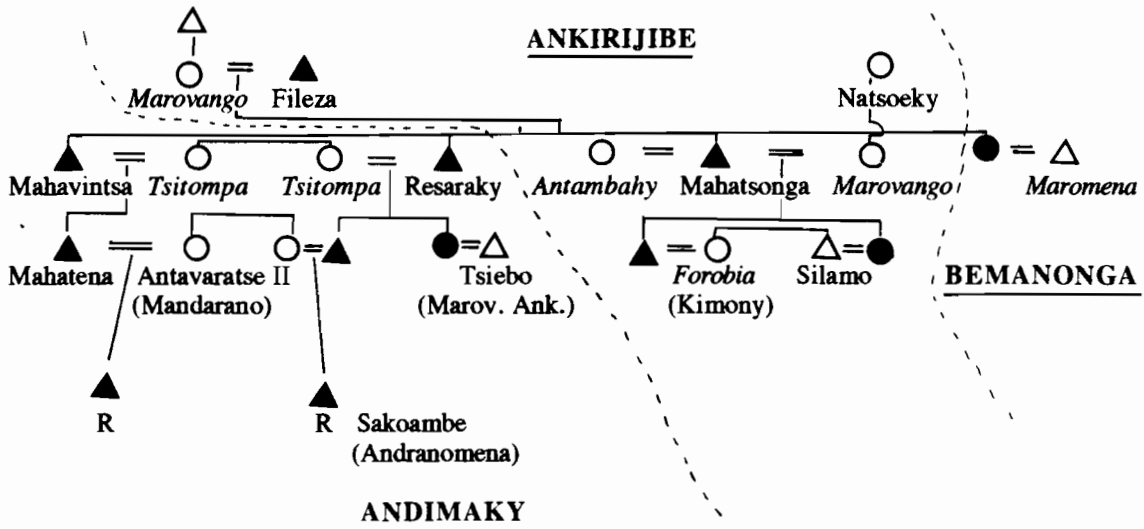 ANKIRIJIBE
Marovango Fileza Natsoeky
Mahavintsa Tsitompa Tsitompa Resaraky Antambahy Mahatsonga Marovango Maromena
Mahatena Antavaratse II Tsiebo Forobia Silamo BEMANONGA
(Mandarano) (Marov. Ank.) (Kimony)
R R Sakoambe
(Andranomena)
ANDIMAKY